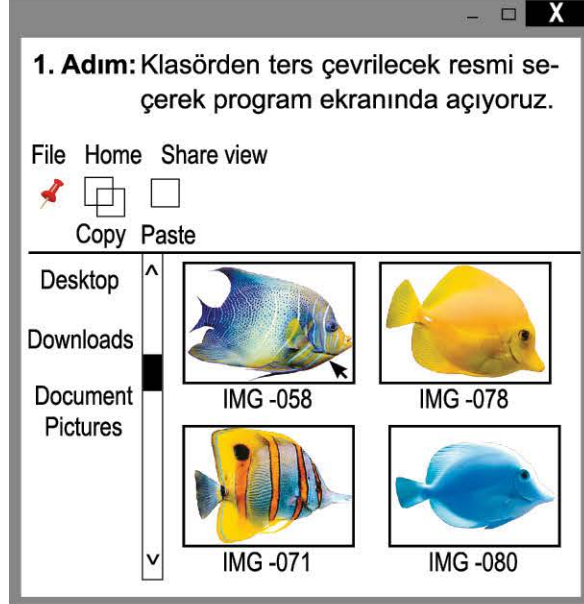 X
1. Adım: Klasörden ters çevrilecek resmi se-
çerek program ekranında açıyoruz.
File Home Share view
Copy Paste
Desktop
Downloads
Document
Pictures
IMG -058
IMG -078
IMG -071
IMG -080